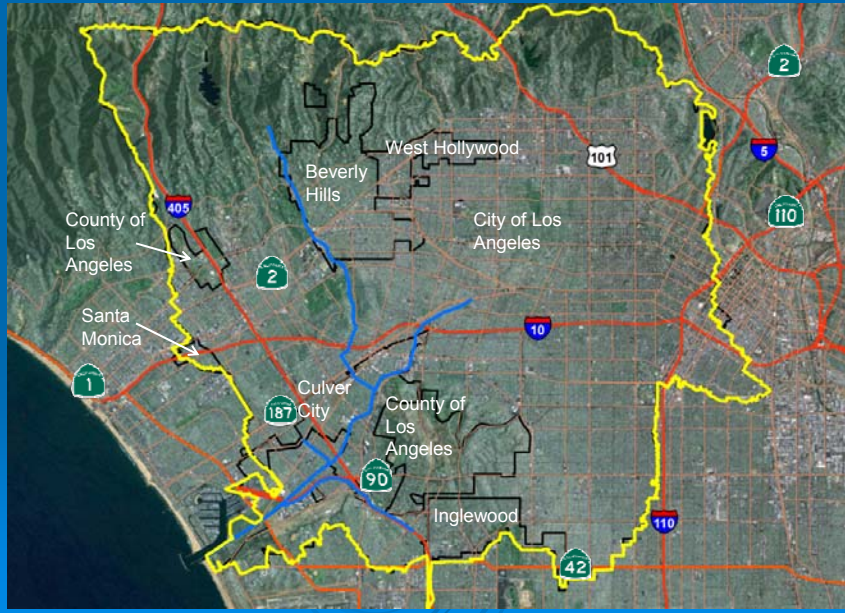 2
West Hollywood
101
5
Beverly
Hills
405
110
County of
Los
Angeles
City of Los
Angeles
2
Santa
Monica
10
1
Culver
City
187
County of
Los
Angeles
90
Inglewood
110
42